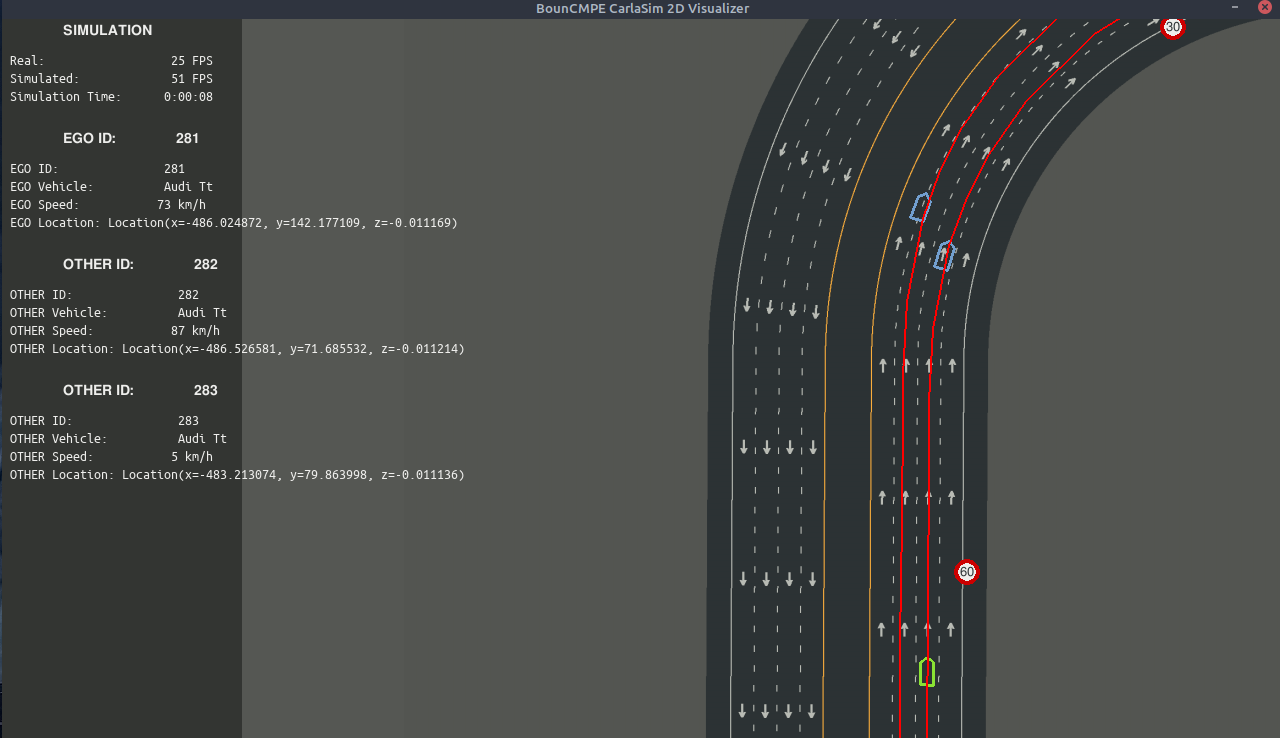 BounCMPE CarlaSim 2D Visualizer
SIMULATION
Real: 25 FPS
Simulated: 51 FPS
Simulation Time: 0:00:08
EGO ID: 281
EGO ID: 281
EGO Vehicle: Audi Tt
EGO Speed: 73 km/h
EGO Location: Location(x=-486.024872, y=142.177109, z=-0.011169)
OTHER ID: 282
OTHER ID: 282
OTHER Vehicle: Audi Tt
OTHER Speed: 87 km/h
OTHER Location: Location(x=-486.526581, y=71.685532, z=-0.011214)
OTHER ID: 283
OTHER ID: 283
OTHER Vehicle: Audi Tt
OTHER Speed: 5 km/h
OTHER Location: Location(x=-483.213074, y=79.863998, z=-0.011136)
30
60